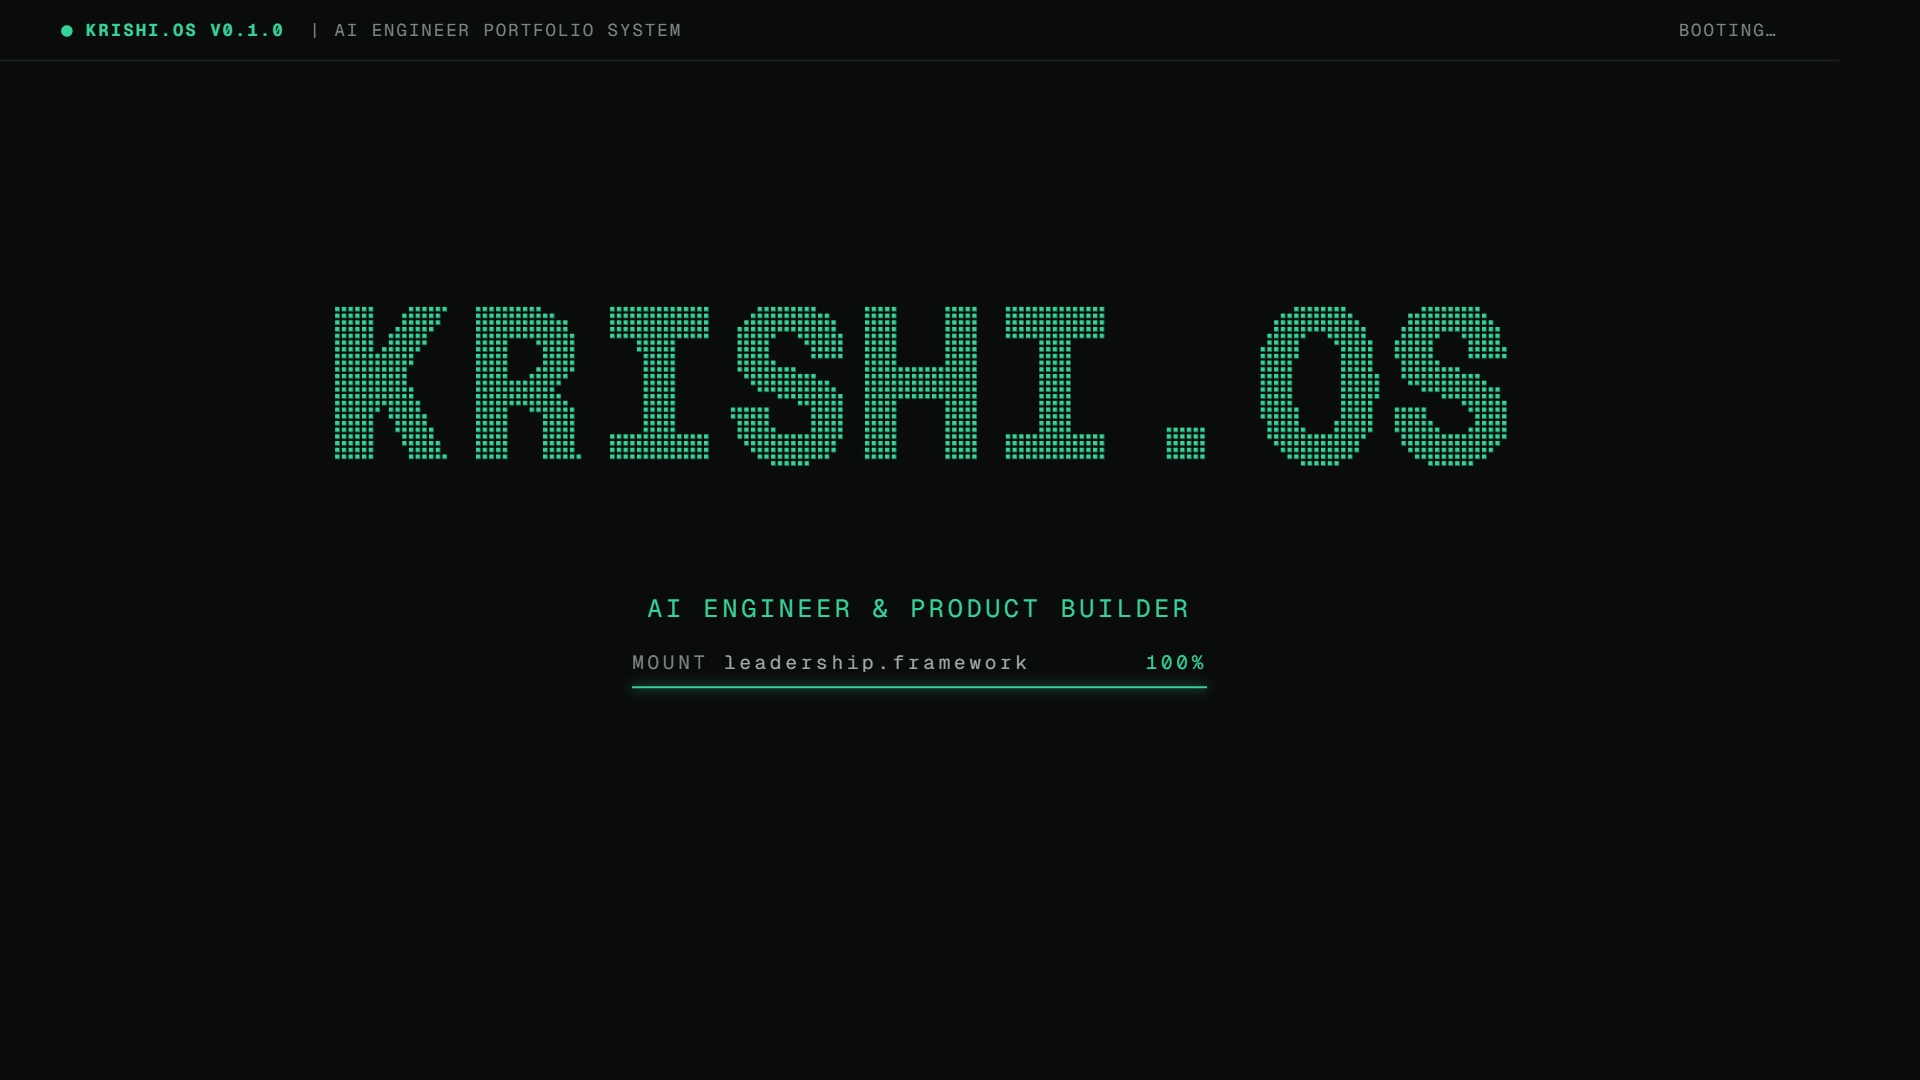 KRISHI.OS V0.1.0 | AI ENGINEER PORTFOLIO SYSTEM BOOTING…
KRISHI.OS
AI ENGINEER & PRODUCT BUILDER
MOUNT leadership.framework 100%